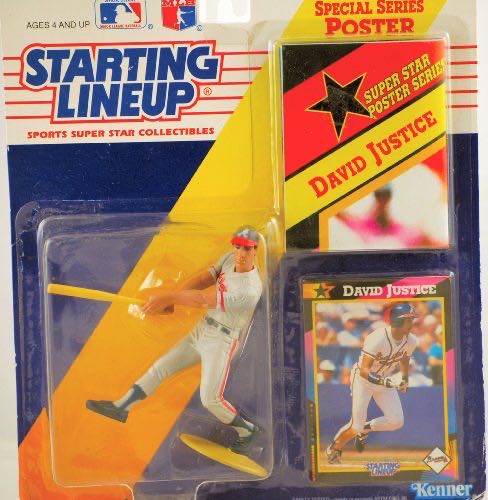 AGES 4 AND UP
STARTING
LINEUP®
SPORTS SUPER STAR COLLECTIBLES
SPECIAL SERIES
POSTER
SUPER STAR
POSTER SERIES
DAVID JUSTICE
DAVID JUSTICE
Braves
STARTING
LINEUP
Kenner